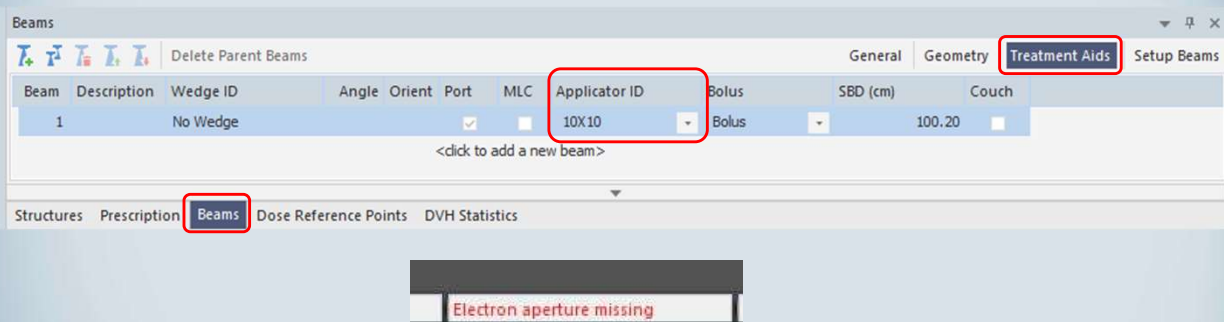 Beams
Delete Parent Beams General Geometry Treatment Aids Setup Beams
Beam Description Wedge ID Angle Orient Port MLC Applicator ID Bolus SBD (cm) Couch
1 No Wedge 10X10 Bolus 100.20
<click to add a new beam>
Structures Prescription Beams Dose Reference Points DVH Statistics
Electron aperture missing